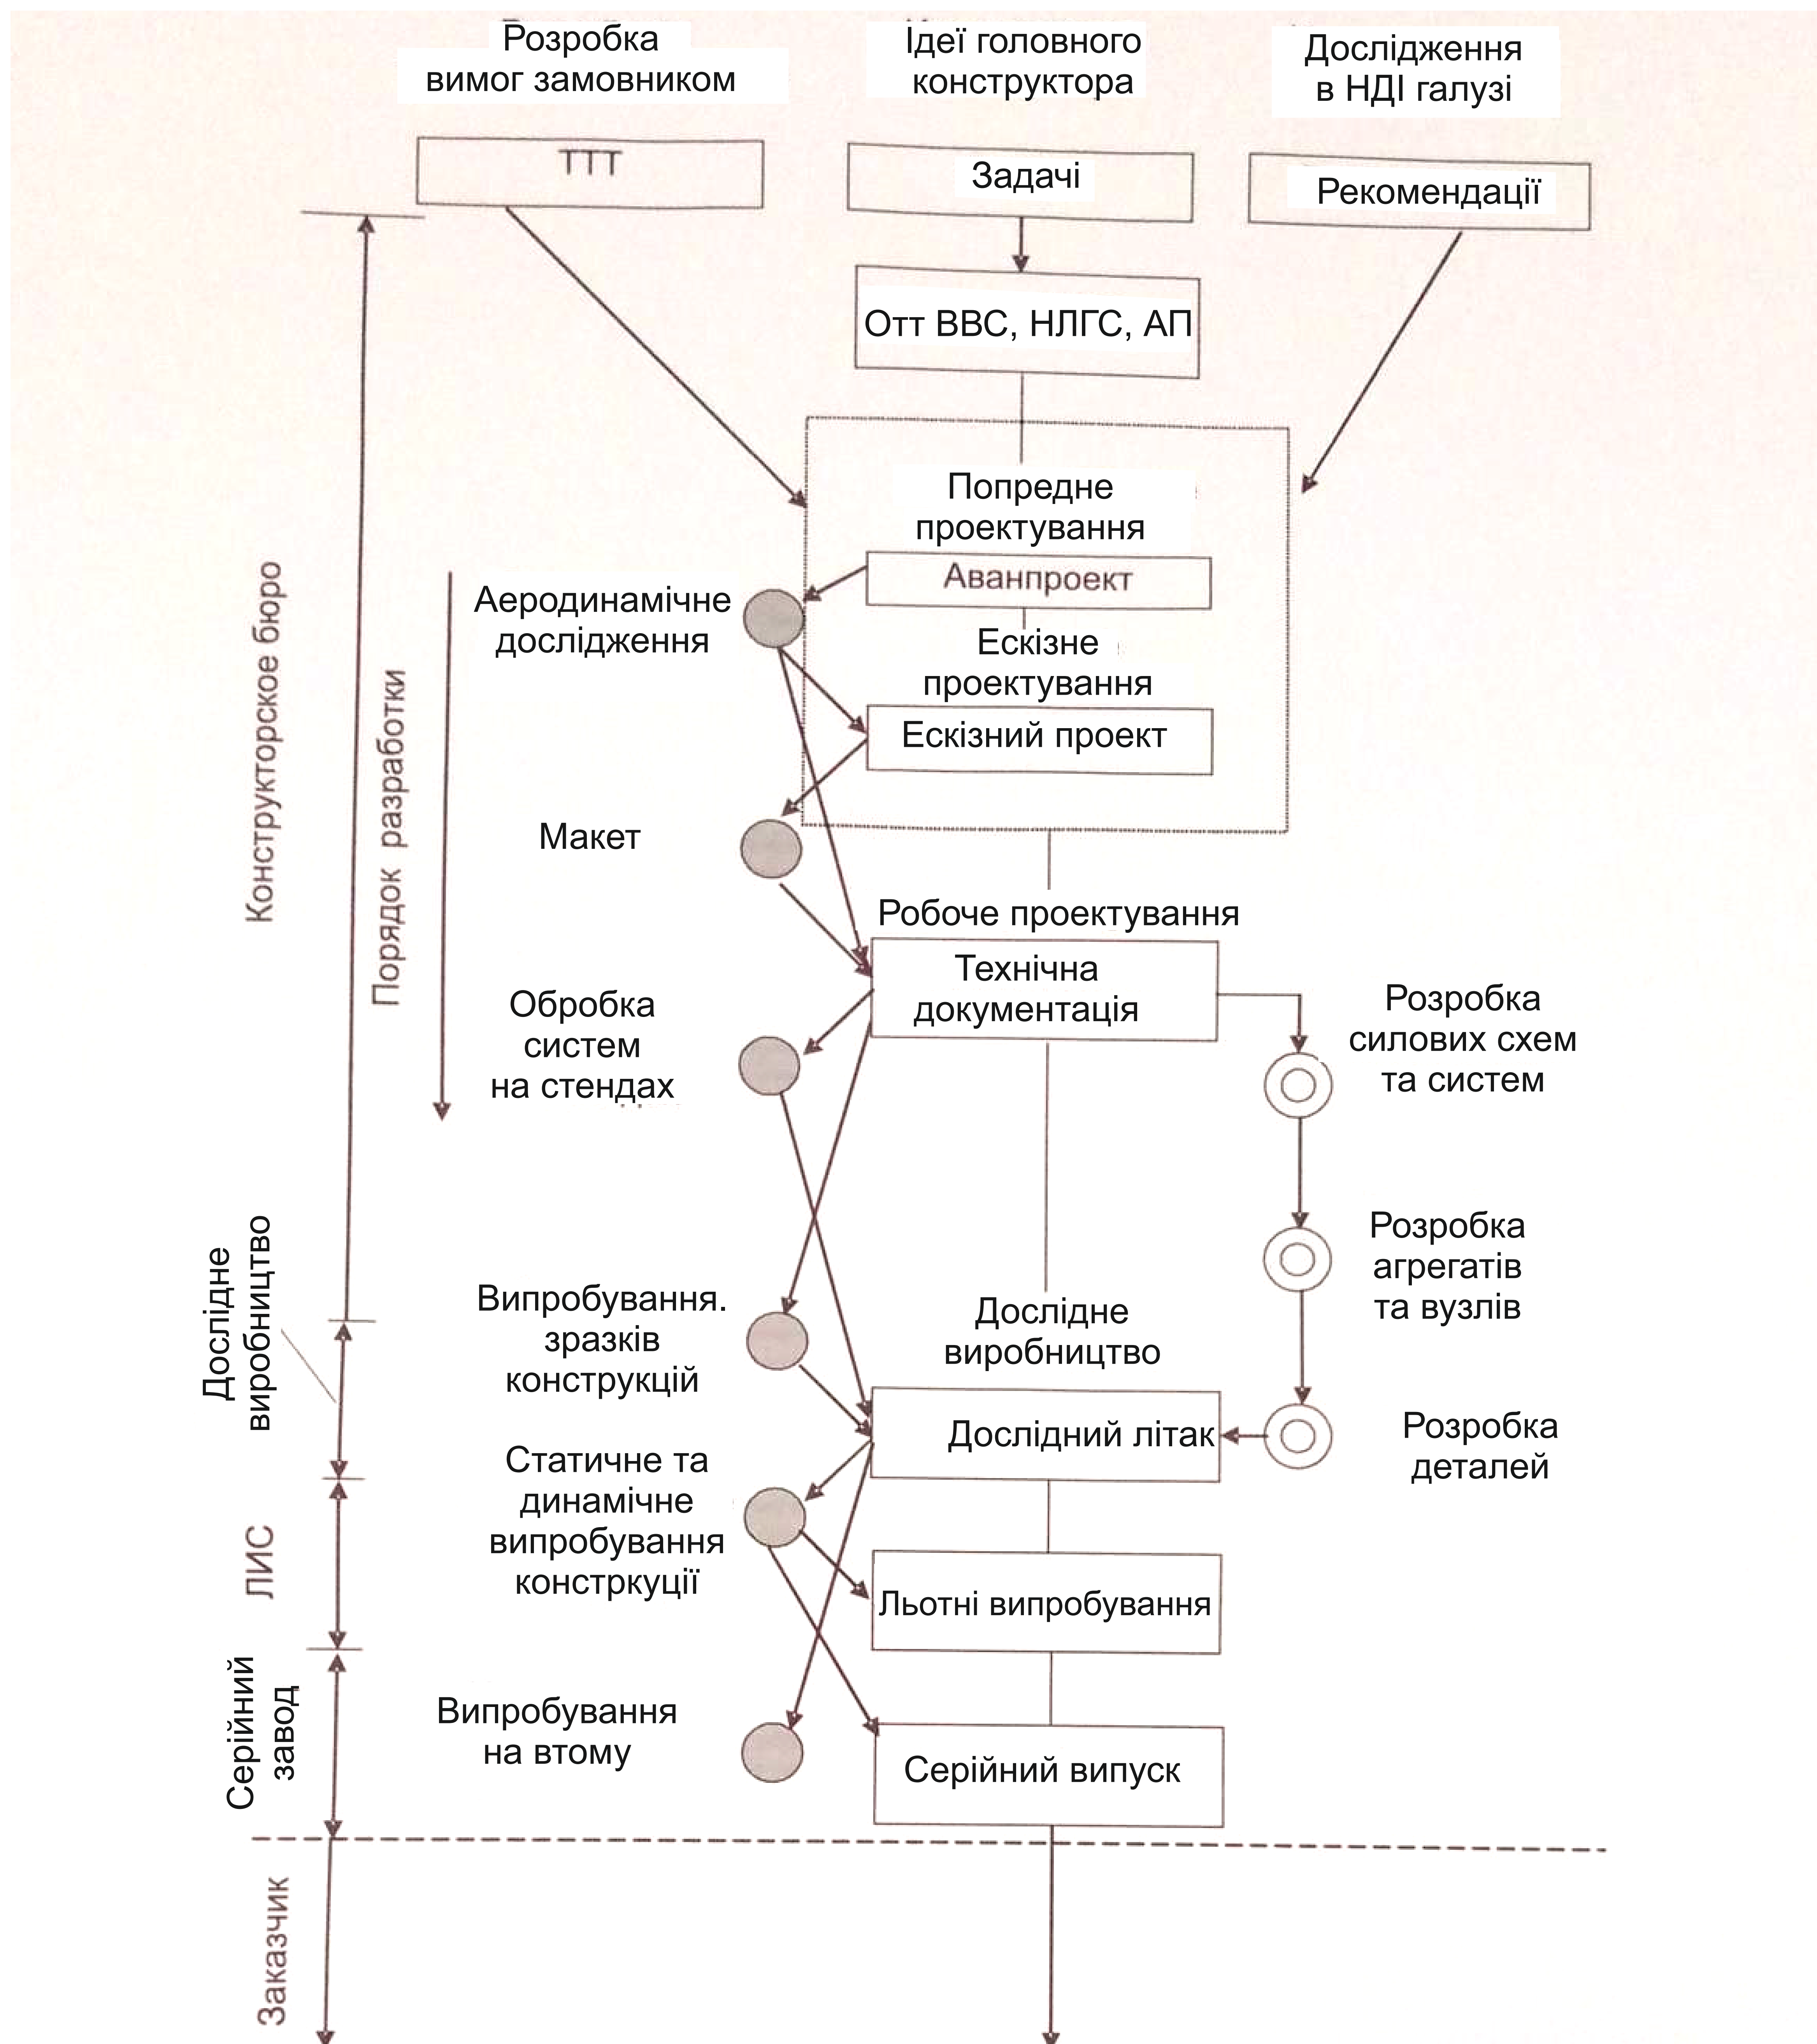 Розробка
вимог замовником
Ідеї головного
конструктора
Дослідження
в НДІ галузі
ТТТ
Задачі
Рекомендації
Отт ВВС, НЛГС, АП
Попредне
проектування
Аванпроект
Аеродинамічне
дослідження
Ескізне
проектування
Ескізний проект
Макет
Робоче проектування
Технічна
документація
Обробка
систем
на стендах
Розробка
силових схем
та систем
Розробка
агрегатів
та вузлів
Випробування.
зразків
конструкцій
Дослідне
виробництво
Дослідний літак
Розробка
деталей
Статичне та
динамічне
випробування
констркуції
Льотні випробування
Випробування
на втому
Серійний випуск
Конструкторское бюро
Порядок разработки
Дослідне
виробництво
ЛИС
Серійний
завод
Заказчик